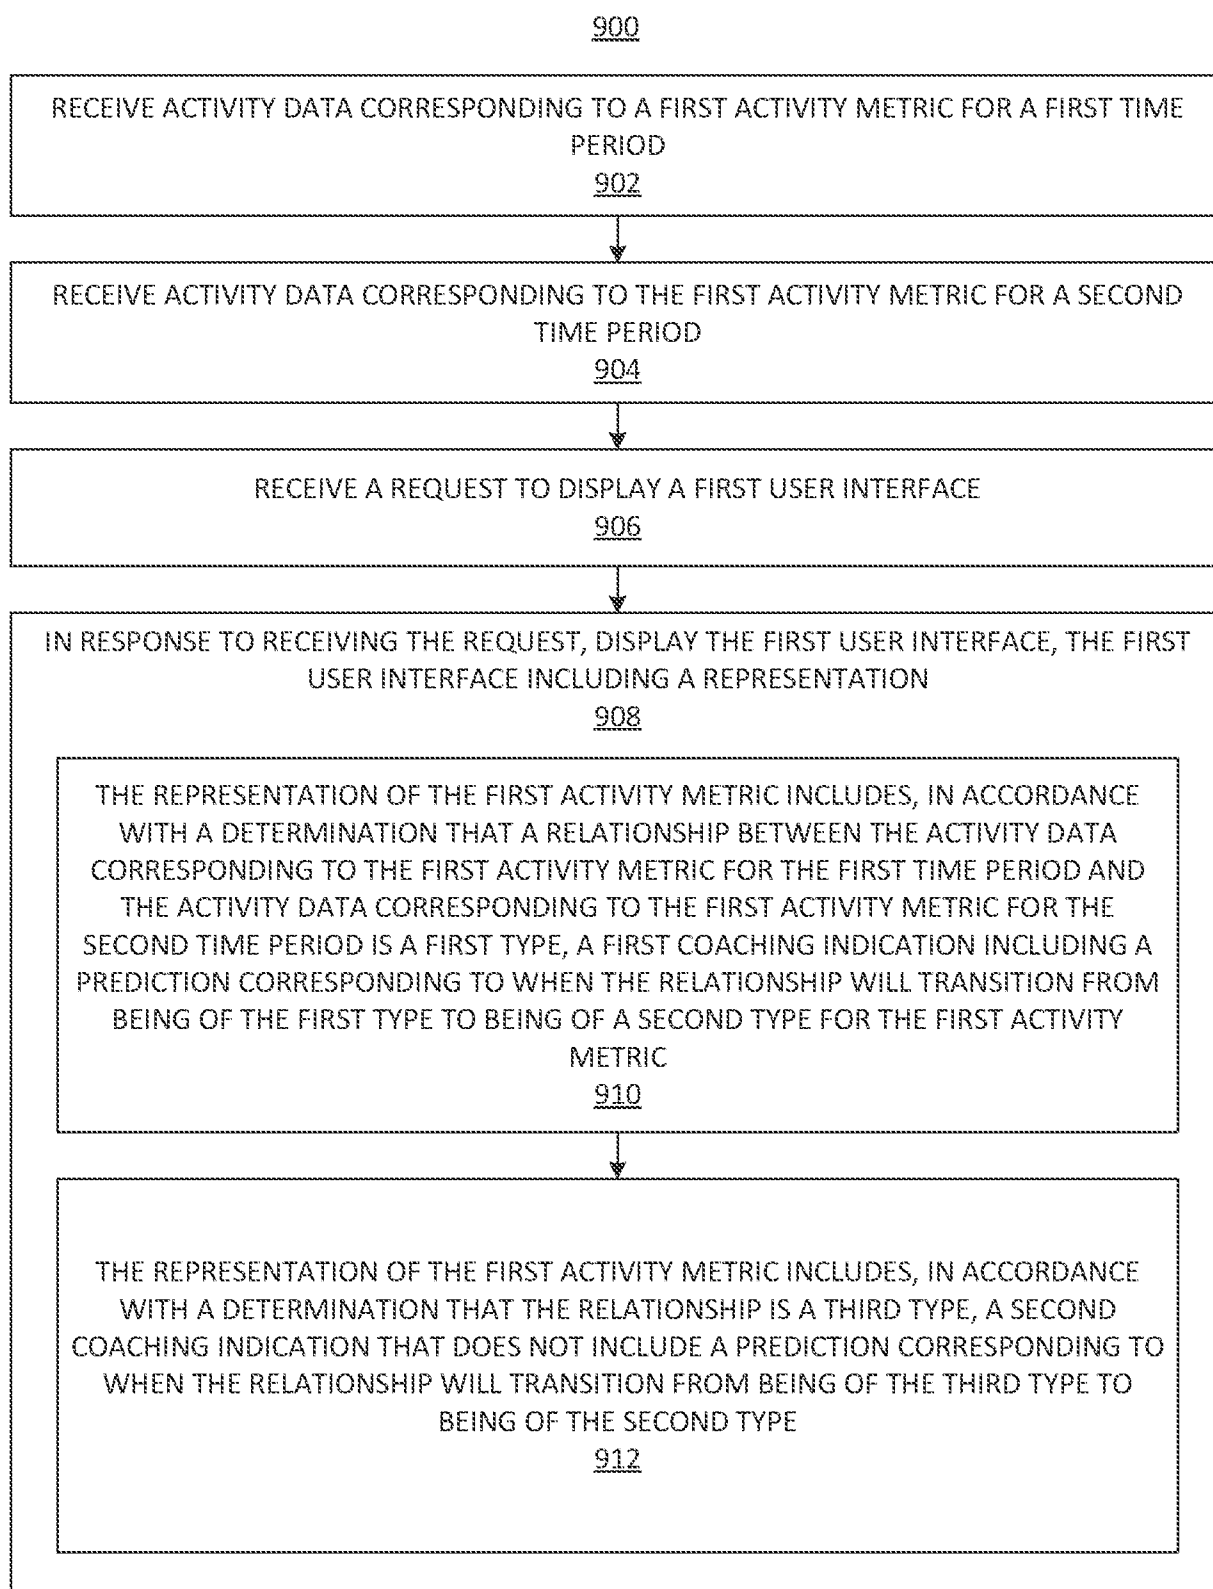 900
RECEIVE ACTIVITY DATA CORRESPONDING TO A FIRST ACTIVITY METRIC FOR A FIRST TIME
PERIOD
902
RECEIVE ACTIVITY DATA CORRESPONDING TO THE FIRST ACTIVITY METRIC FOR A SECOND
TIME PERIOD
904
RECEIVE A REQUEST TO DISPLAY A FIRST USER INTERFACE
906
IN RESPONSE TO RECEIVING THE REQUEST, DISPLAY THE FIRST USER INTERFACE, THE FIRST
USER INTERFACE INCLUDING A REPRESENTATION
908
THE REPRESENTATION OF THE FIRST ACTIVITY METRIC INCLUDES, IN ACCORDANCE
WITH A DETERMINATION THAT A RELATIONSHIP BETWEEN THE ACTIVITY DATA
CORRESPONDING TO THE FIRST ACTIVITY METRIC FOR THE FIRST TIME PERIOD AND
THE ACTIVITY DATA CORRESPONDING TO THE FIRST ACTIVITY METRIC FOR THE
SECOND TIME PERIOD IS A FIRST TYPE, A FIRST COACHING INDICATION INCLUDING A
PREDICTION CORRESPONDING TO WHEN THE RELATIONSHIP WILL TRANSITION FROM
BEING OF THE FIRST TYPE TO BEING OF A SECOND TYPE FOR THE FIRST ACTIVITY
METRIC
910
THE REPRESENTATION OF THE FIRST ACTIVITY METRIC INCLUDES, IN ACCORDANCE
WITH A DETERMINATION THAT THE RELATIONSHIP IS A THIRD TYPE, A SECOND
COACHING INDICATION THAT DOES NOT INCLUDE A PREDICTION CORRESPONDING TO
WHEN THE RELATIONSHIP WILL TRANSITION FROM BEING OF THE THIRD TYPE TO
BEING OF THE SECOND TYPE
912